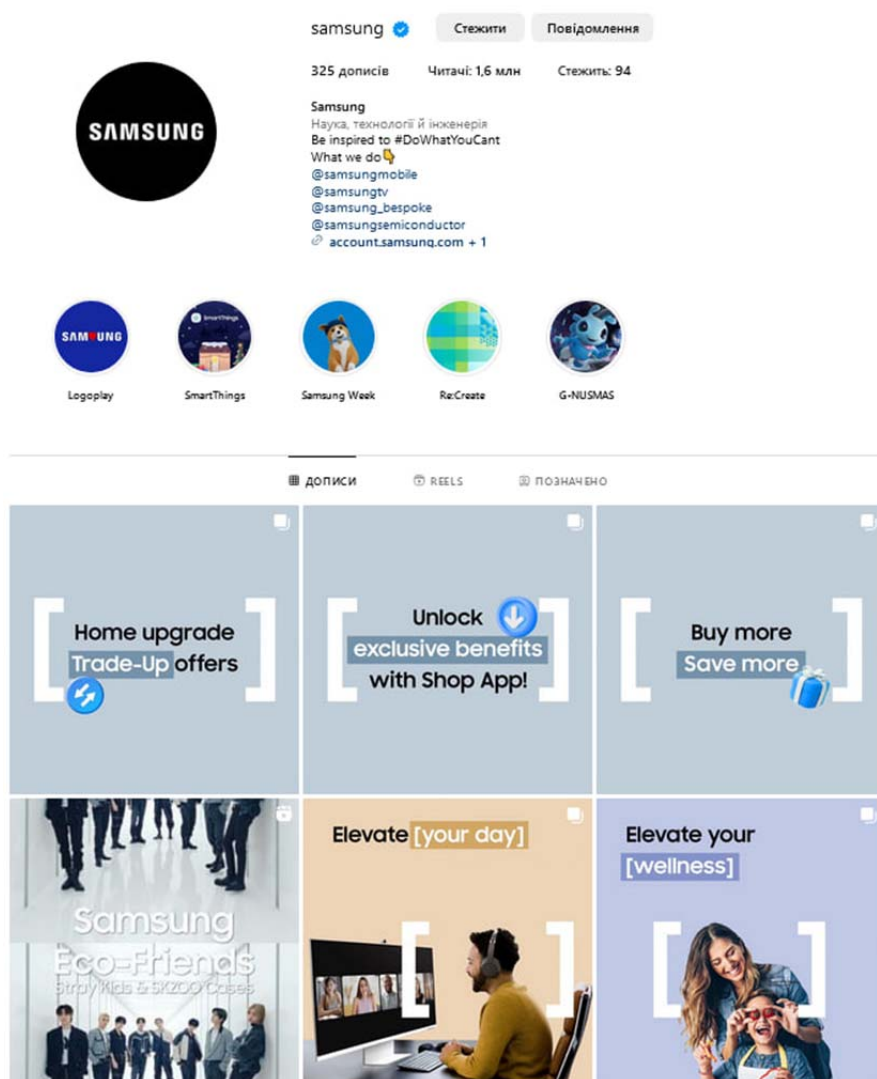 samsung Стежити Повідомлення
325 дописів Читачі: 1,6 млн Стежить: 94
SAMSUNG
Samsung
Наука, технології й інженерія
Be inspired to #DoWhatYouCant
What we do👇
@samsungmobile
@samsungtv
@samsung_bespoke
@samsungsemiconductor
account.samsung.com + 1
SAM UNG
SmartThings
Logoplay SmartThings Samsung Week Re:Create G-NUSMAS
ДОПИСИ REELS ПОЗНАЧЕНО
Home upgrade
Trade-Up offers
Unlock
exclusive benefits
with Shop App!
Buy more
Save more
Samsung
Eco-Friends
Stray Kids & SKZOO Cases
Elevate [your day]
Elevate your
[wellness]